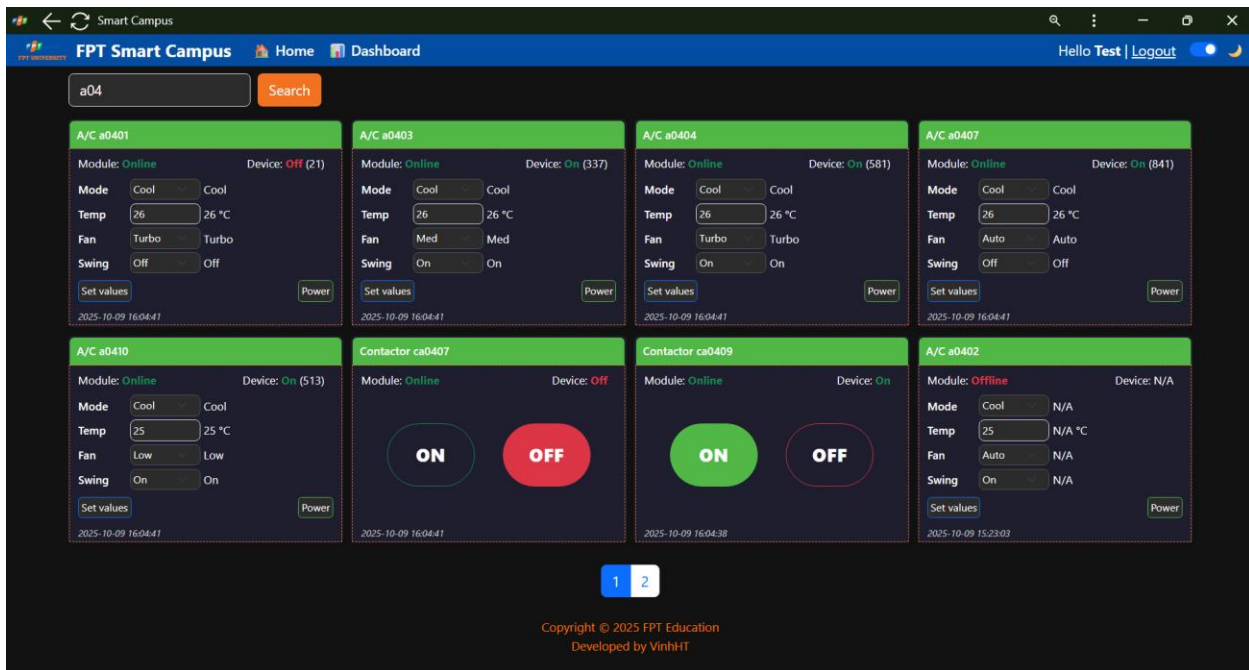 Smart Campus
FPT UNIVERSITY FPT Smart Campus Home Dashboard Hello Test | Logout
a04 Search
A/C a0401
Module: Online Device: Off (21)
Mode Cool Cool
Temp 26 26 °C
Fan Turbo Turbo
Swing Off Off
Set values Power
2025-10-09 16:04:41
A/C a0403
Module: Online Device: On (337)
Mode Cool Cool
Temp 26 26 °C
Fan Med Med
Swing On On
Set values Power
2025-10-09 16:04:41
A/C a0404
Module: Online Device: On (581)
Mode Cool Cool
Temp 26 26 °C
Fan Turbo Turbo
Swing On On
Set values Power
2025-10-09 16:04:41
A/C a0407
Module: Online Device: On (841)
Mode Cool Cool
Temp 26 26 °C
Fan Auto Auto
Swing Off Off
Set values Power
2025-10-09 16:04:41
A/C a0410
Module: Online Device: On (513)
Mode Cool Cool
Temp 25 25 °C
Fan Low Low
Swing On On
Set values Power
2025-10-09 16:04:41
Contactor ca0407
Module: Online Device: Off
ON OFF
2025-10-09 16:04:41
Contactor ca0409
Module: Online Device: On
ON OFF
2025-10-09 16:04:38
A/C a0402
Module: Offline Device: N/A
Mode Cool N/A
Temp 25 N/A °C
Fan Auto N/A
Swing On N/A
Set values Power
2025-10-09 15:23:03
1 2
Copyright © 2025 FPT Education
Developed by VinhHT